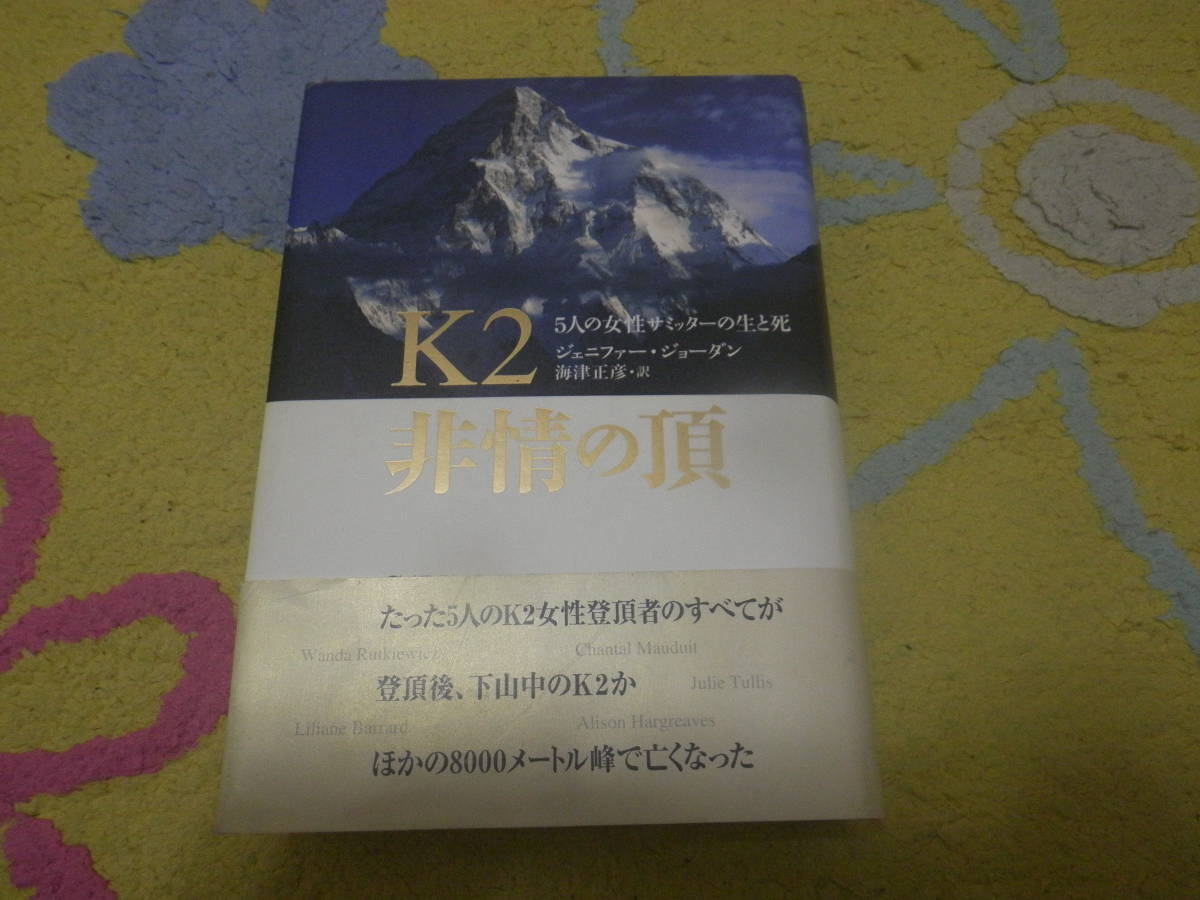 K2
5人の女性サミッターの生と死
ジェニファー・ジョーダン
海津正彦・訳
非情の頂
たった5人のK2女性登頂者のすべてが
Wanda Rutkiewicz Chantal Mauduit
登頂後、下山中のK2か Julie Tullis
Liliane Barrard Alison Hargreaves
ほかの8000メートル峰で亡くなった